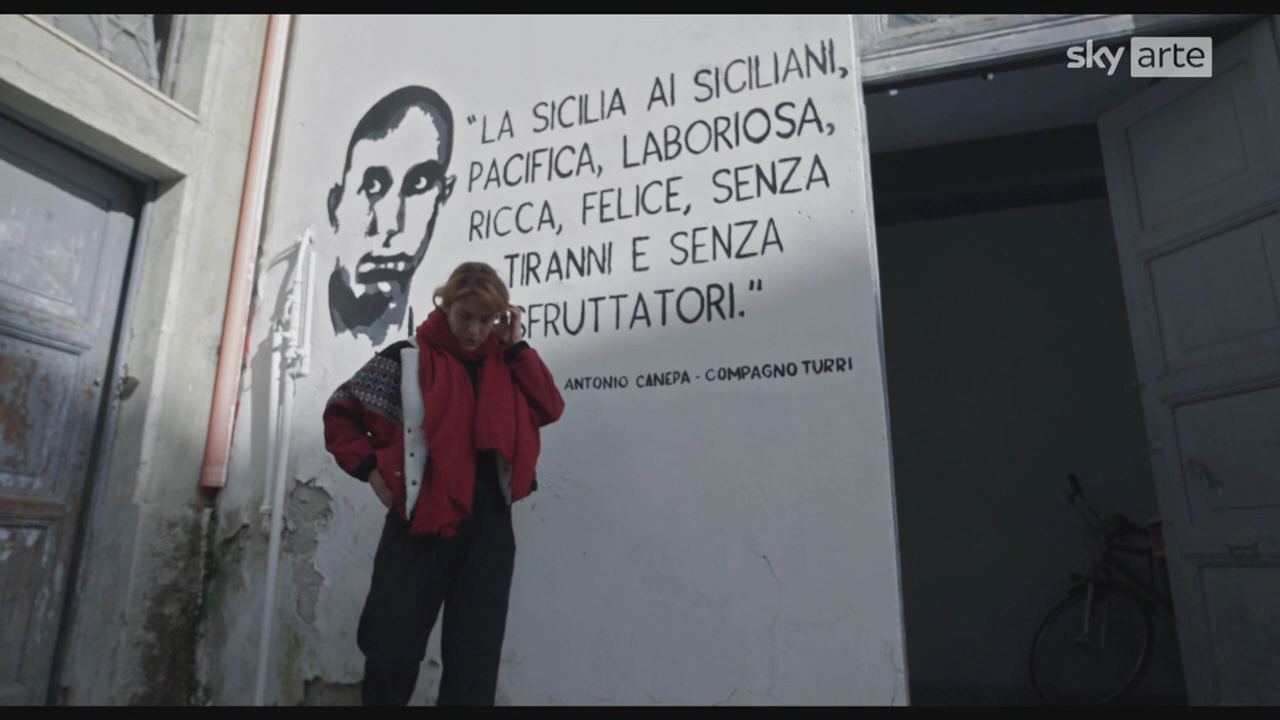 sky arte
"LA SICILIA AI SICILIANI,
PACIFICA, LABORIOSA,
RICCA, FELICE, SENZA
TIRANNI E SENZA
SFRUTTATORI."
ANTONIO CANEPA - COMPAGNO TURRI